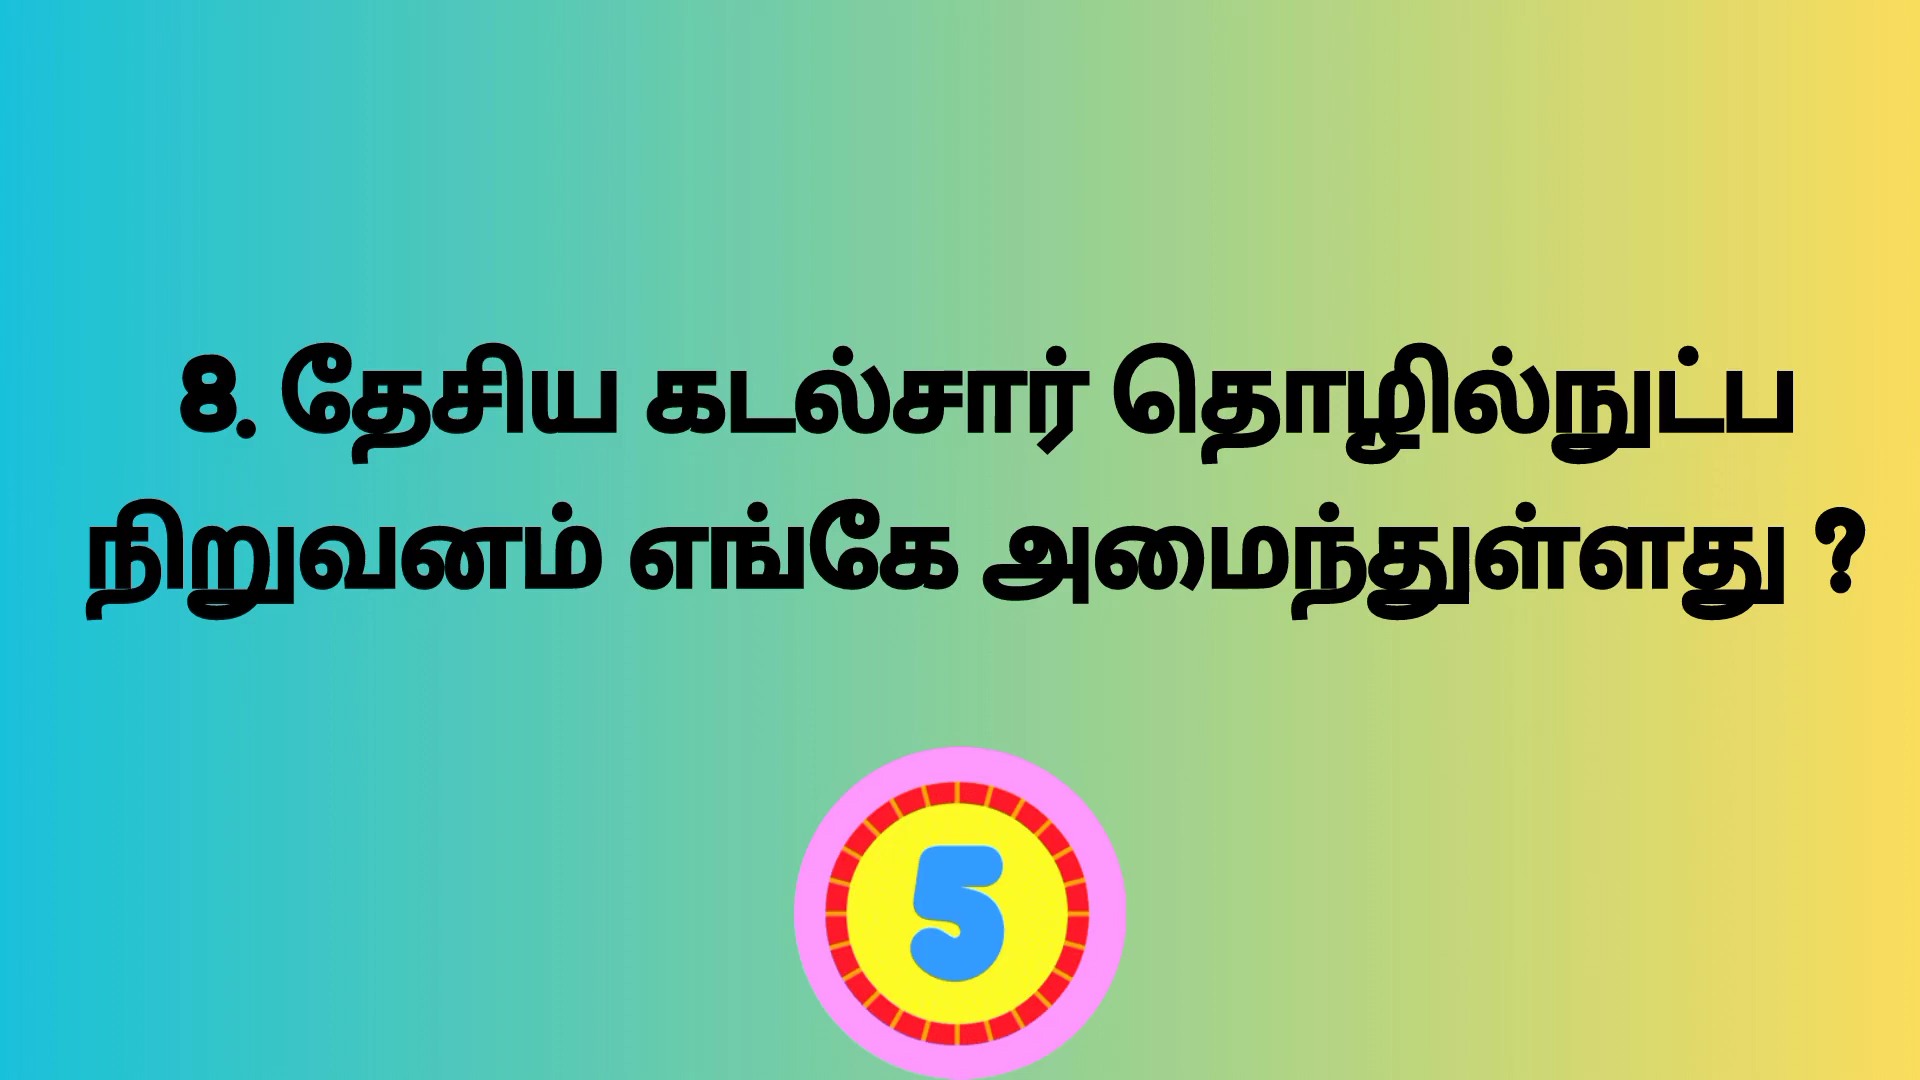 8. தேசிய கடல்சார் தொழில்நுட்ப
நிறுவனம் எங்கே அமைந்துள்ளது ?
5